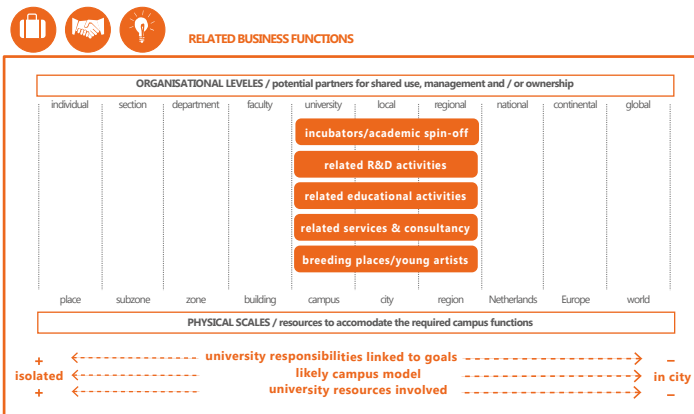 RELATED BUSINESS FUNCTIONS
ORGANISATIONAL LEVELES / potential partners for shared use, management and / or ownership
individual section department faculty university local regional national continental global
incubators/academic spin-off
related R&D activities
related educational activities
related services & consultancy
breeding places/young artists
place subzone zone building campus city region Netherlands Europe world
PHYSICAL SCALES / resources to accomodate the required campus functions
+ university responsibilities linked to goals –
isolated likely campus model in city
+ university resources involved –